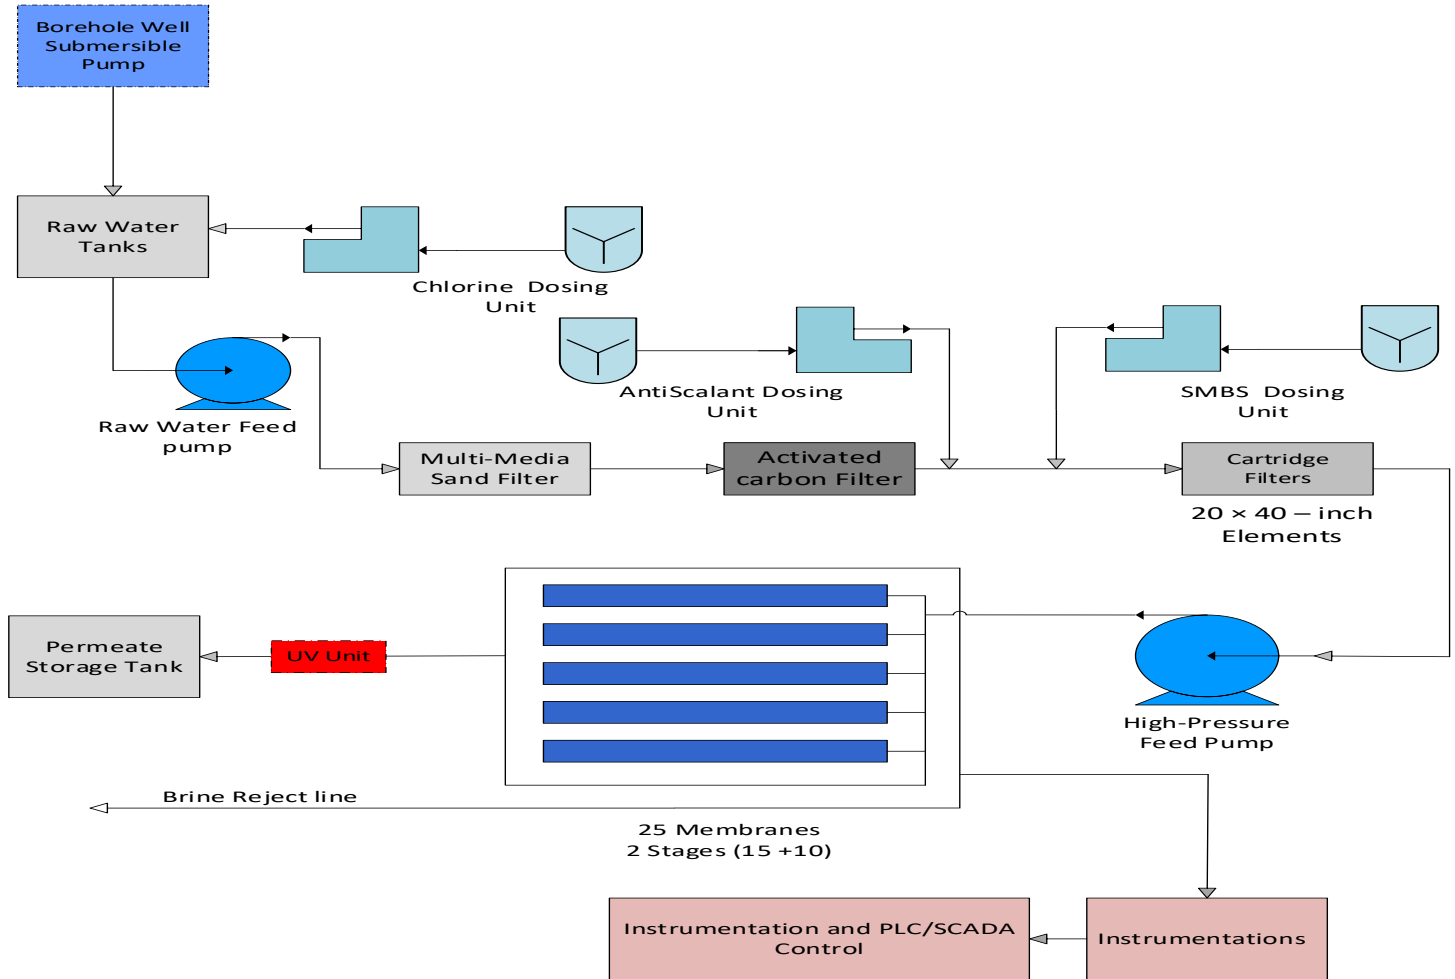 Borehole Well
Submersible
Pump
Raw Water
Tanks
Chlorine Dosing
Unit
AntiScalant Dosing
Unit
SMBS Dosing
Unit
Raw Water Feed
pump
Multi-Media
Sand Filter
Activated
carbon Filter
Cartridge
Filters
20 × 40 – inch
Elements
Permeate
Storage Tank
UV Unit
High-Pressure
Feed Pump
Brine Reject line
25 Membranes
2 Stages (15 +10)
Instrumentation and PLC/SCADA
Control
Instrumentations